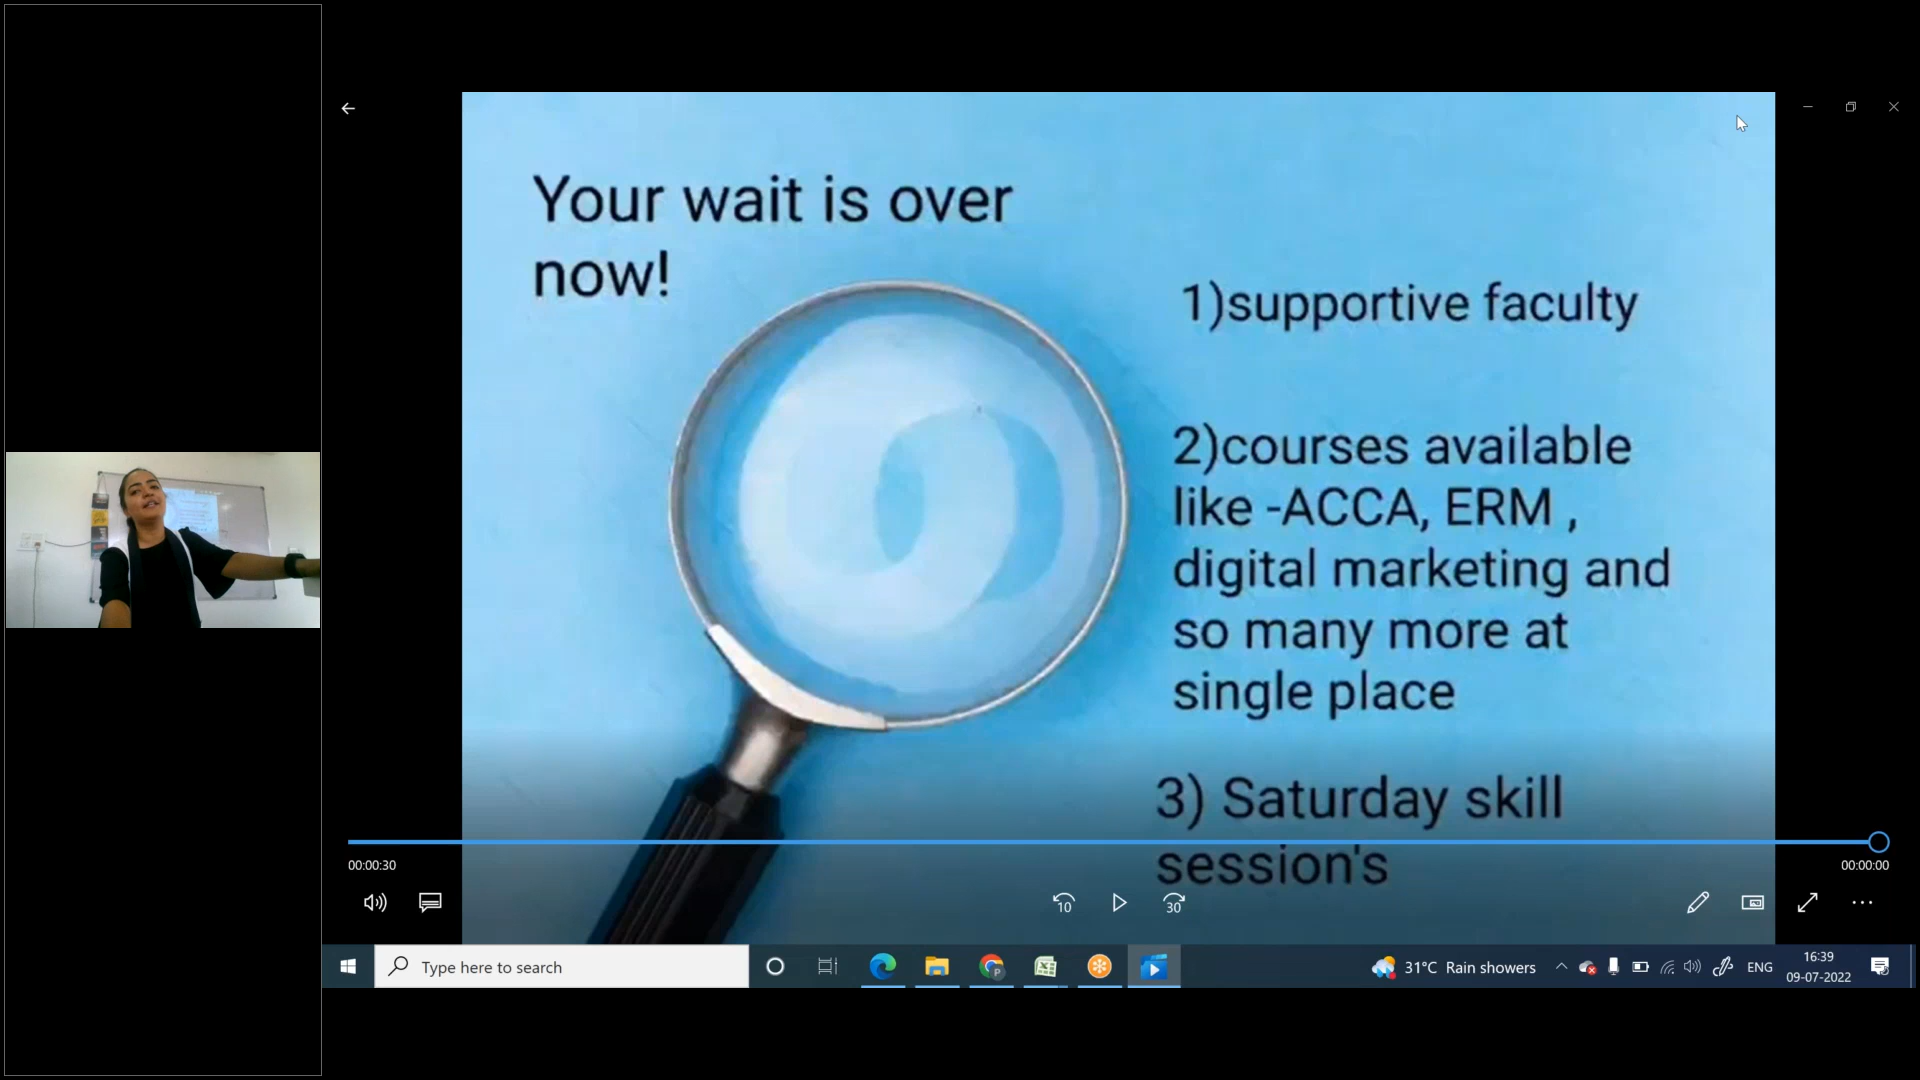 Your wait is over
now!
1)supportive faculty
2)courses available
like -ACCA, ERM ,
digital marketing and
so many more at
single place
3) Saturday skill
session's
00:00:30
00:00:00
10
30
Type here to search
P
31°C Rain showers
ENG
16:39
09-07-2022